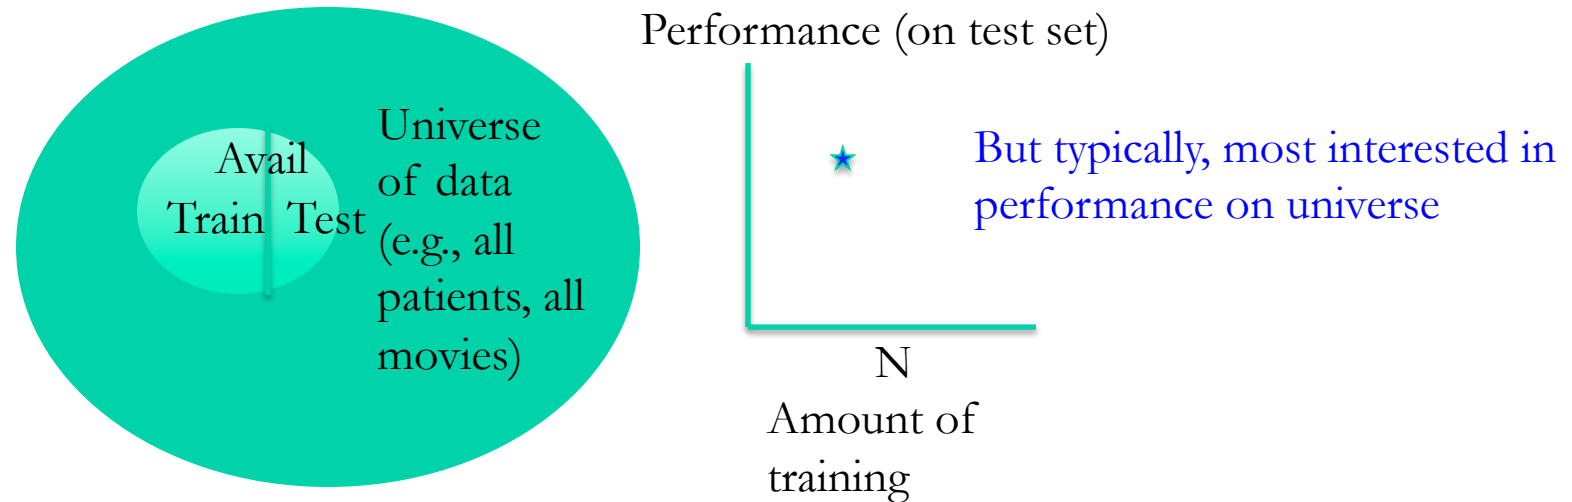 Avail
Train Test
Universe
of data
(e.g., all
patients, all
movies)
Performance (on test set)
N
Amount of
training
But typically, most interested in
performance on universe